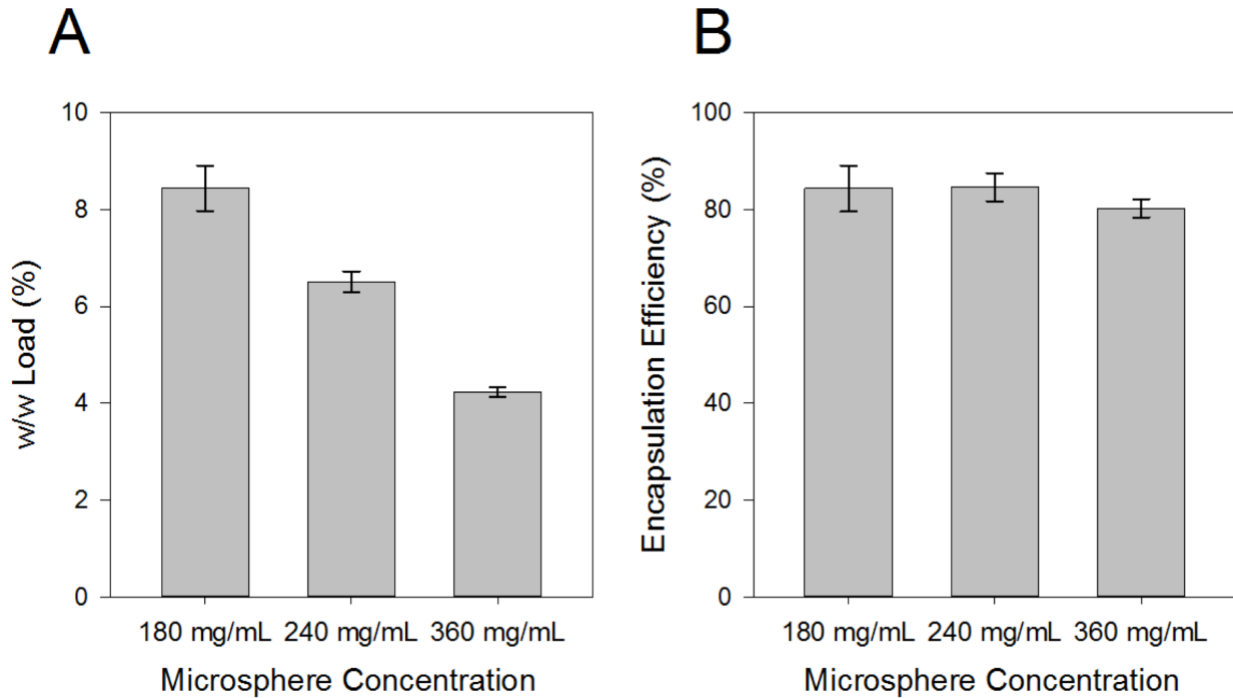 A
w/w Load (%)
10
8
6
4
2
0
180 mg/mL 240 mg/mL 360 mg/mL
Microsphere Concentration
B
Encapsulation Efficiency (%)
100
80
60
40
20
0
180 mg/mL 240 mg/mL 360 mg/mL
Microsphere Concentration